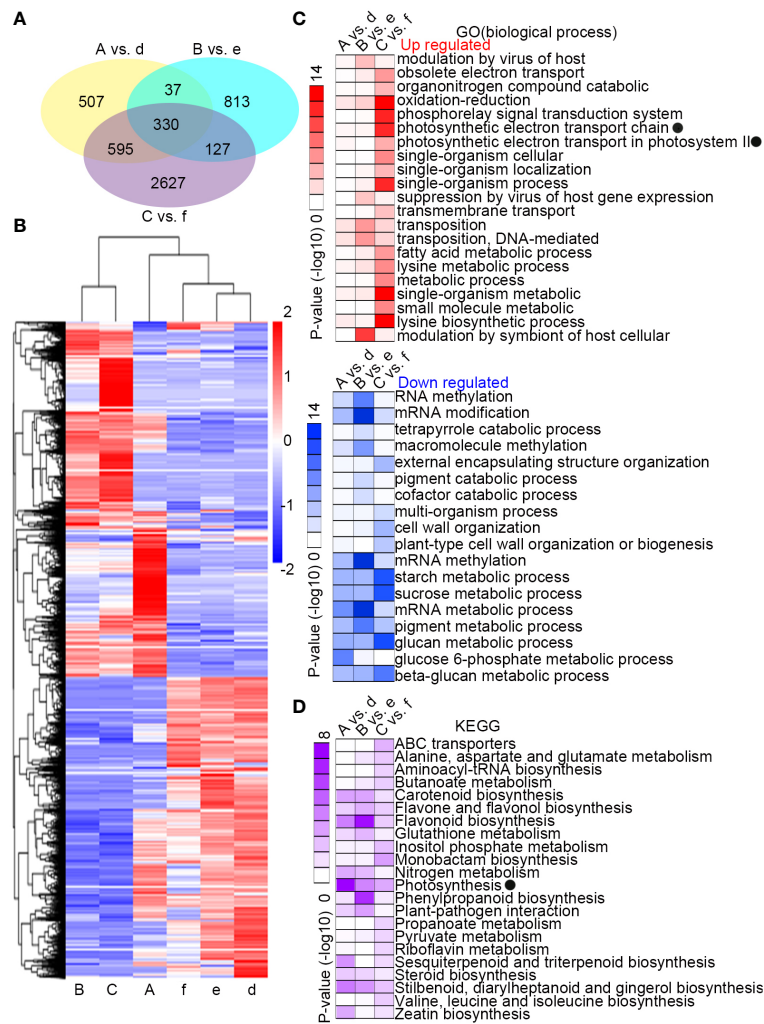 A
A vs. d
B vs. e
507
37
813
330
595
127
2627
C vs. f
B
2
1
0
-1
-2
B
C
A
f
e
d
C
A vs. d
B vs. e
C vs. f
GO(biological process)
Up regulated
14
P-value (-log10) 0
modulation by virus of host
obsolete electron transport
organonitrogen compound catabolic
oxidation-reduction
phosphorelay signal transduction system
photosynthetic electron transport chain
photosynthetic electron transport in photosystem II
single-organism cellular
single-organism localization
single-organism process
suppression by virus of host gene expression
transmembrane transport
transposition
transposition, DNA-mediated
fatty acid metabolic process
lysine metabolic process
metabolic process
single-organism metabolic
small molecule metabolic
lysine biosynthetic process
modulation by symbiont of host cellular
A vs. d
B vs. e
C vs. f
Down regulated
14
P-value (-log10) 0
RNA methylation
mRNA modification
tetrapyrrole catabolic process
macromolecule methylation
external encapsulating structure organization
pigment catabolic process
cofactor catabolic process
multi-organism process
cell wall organization
plant-type cell wall organization or biogenesis
mRNA methylation
starch metabolic process
sucrose metabolic process
mRNA metabolic process
pigment metabolic process
glucan metabolic process
glucose 6-phosphate metabolic process
beta-glucan metabolic process
D
A vs. d
B vs. e
C vs. f
KEGG
8
P-value (-log10) 0
ABC transporters
Alanine, aspartate and glutamate metabolism
Aminoacyl-tRNA biosynthesis
Butanoate metabolism
Carotenoid biosynthesis
Flavone and flavonol biosynthesis
Flavonoid biosynthesis
Glutathione metabolism
Inositol phosphate metabolism
Monobactam biosynthesis
Nitrogen metabolism
Photosynthesis
Phenylpropanoid biosynthesis
Plant-pathogen interaction
Propanoate metabolism
Pyruvate metabolism
Riboflavin metabolism
Sesquiterpenoid and triterpenoid biosynthesis
Steroid biosynthesis
Stilbenoid, diarylheptanoid and gingerol biosynthesis
Valine, leucine and isoleucine biosynthesis
Zeatin biosynthesis